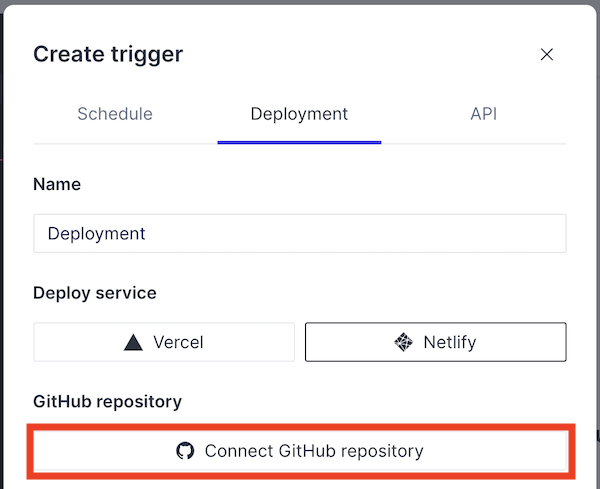 Create trigger
Schedule Deployment API
Name
Deployment
Deploy service
Vercel Netlify
GitHub repository
Connect GitHub repository